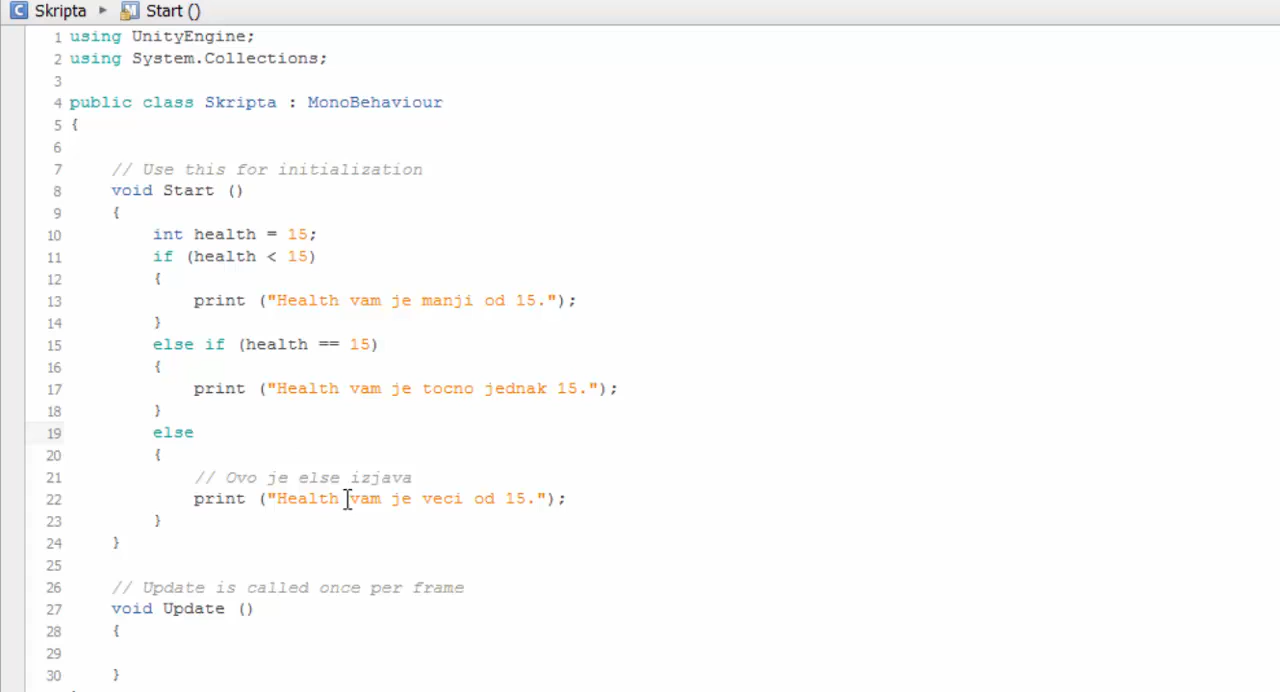 Skripta ▸ Start ()
1 using UnityEngine;
2 using System.Collections;
3
4 public class Skripta : MonoBehaviour
5 {
6
7 // Use this for initialization
8 void Start ()
9 {
10 int health = 15;
11 if (health < 15)
12 {
13 print ("Health vam je manji od 15.");
14 }
15 else if (health == 15)
16 {
17 print ("Health vam je tocno jednak 15.");
18 }
19 else
20 {
21 // Ovo je else izjava
22 print ("Health vam je veci od 15.");
23 }
24 }
25
26 // Update is called once per frame
27 void Update ()
28 {
29
30 }